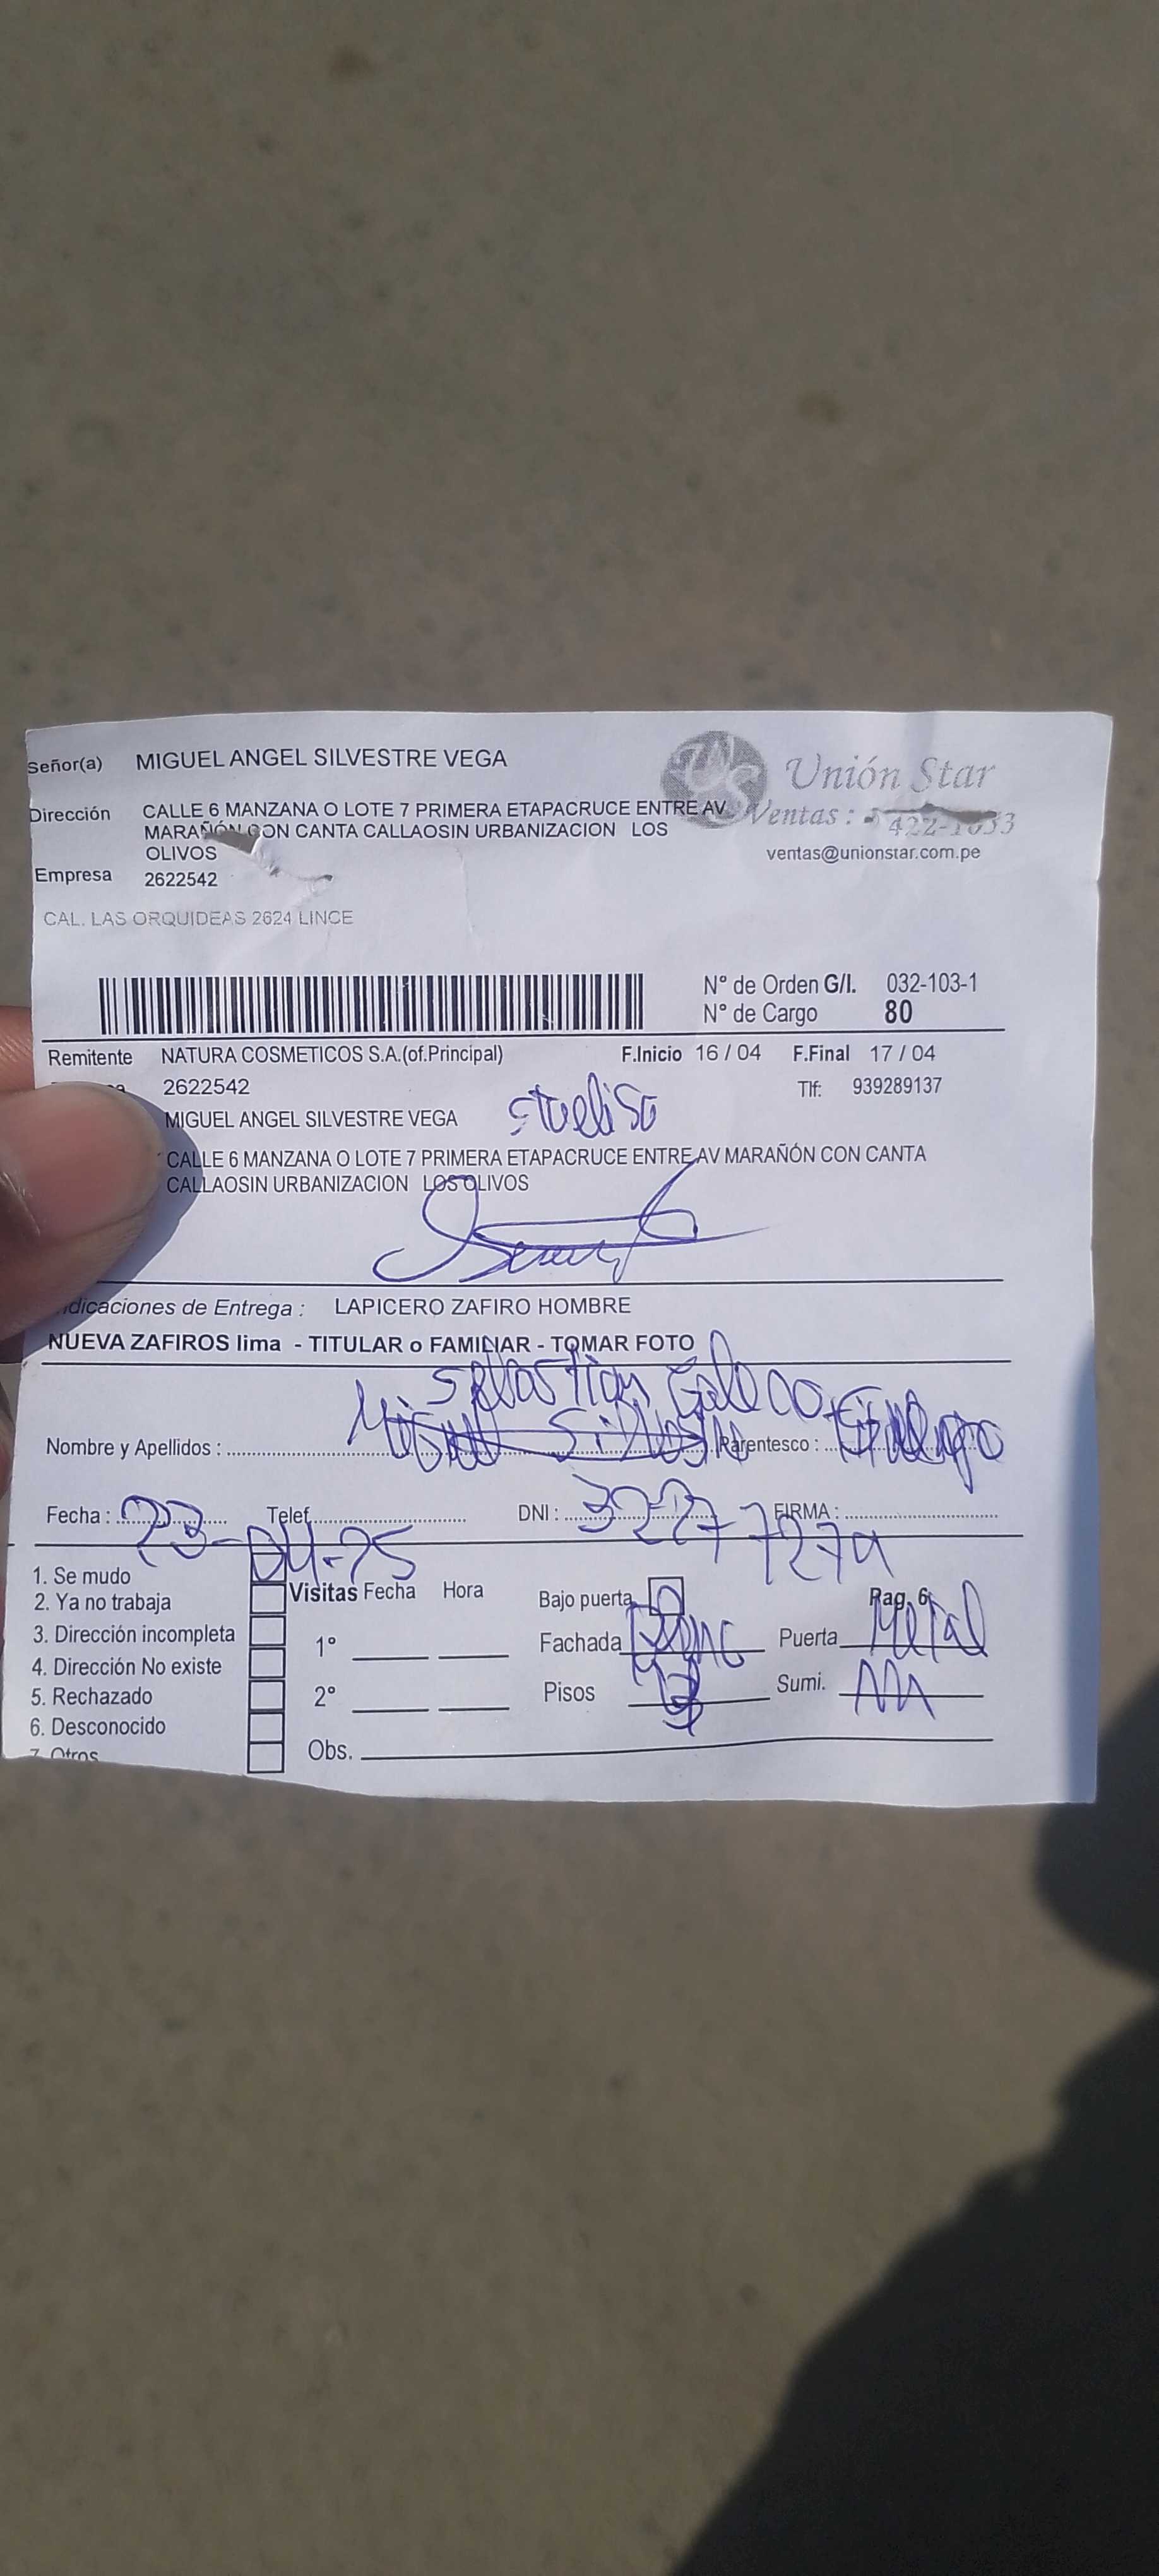 Señor(a) MIGUEL ANGEL SILVESTRE VEGA
Unión Star
Dirección CALLE 6 MANZANA O LOTE 7 PRIMERA ETAPACRUCE ENTRE AV
Ventas : 422-1033
MARAÑÓN CON CANTA CALLAOSIN URBANIZACION LOS
OLIVOS
ventas@unionstar.com.pe
Empresa 2622542
CAL. LAS ORQUIDEAS 2624 LINCE
N° de Orden G/I. 032-103-1
N° de Cargo 80
Remitente NATURA COSMETICOS S.A.(of.Principal) F.Inicio 16 / 04 F.Final 17 / 04
2622542 Tlf: 939289137
MIGUEL ANGEL SILVESTRE VEGA
CALLE 6 MANZANA O LOTE 7 PRIMERA ETAPACRUCE ENTRE AV MARAÑÓN CON CANTA
CALLAOSIN URBANIZACION LOS OLIVOS
dicaciones de Entrega : LAPICERO ZAFIRO HOMBRE
NUEVA ZAFIROS lima - TITULAR o FAMILIAR - TOMAR FOTO
Sebastian
Nombre y Apellidos : Parentesco :
Fecha : 23-04-25 Telef. DNI : FIRMA :
1. Se mudo
2. Ya no trabaja
3. Dirección incompleta
4. Dirección No existe
5. Rechazado
6. Desconocido
7. Otros
Visitas Fecha Hora
1°
2°
Obs.
Bajo puerta Pag. 6
Fachada Puerta Metal
Pisos Sumi.